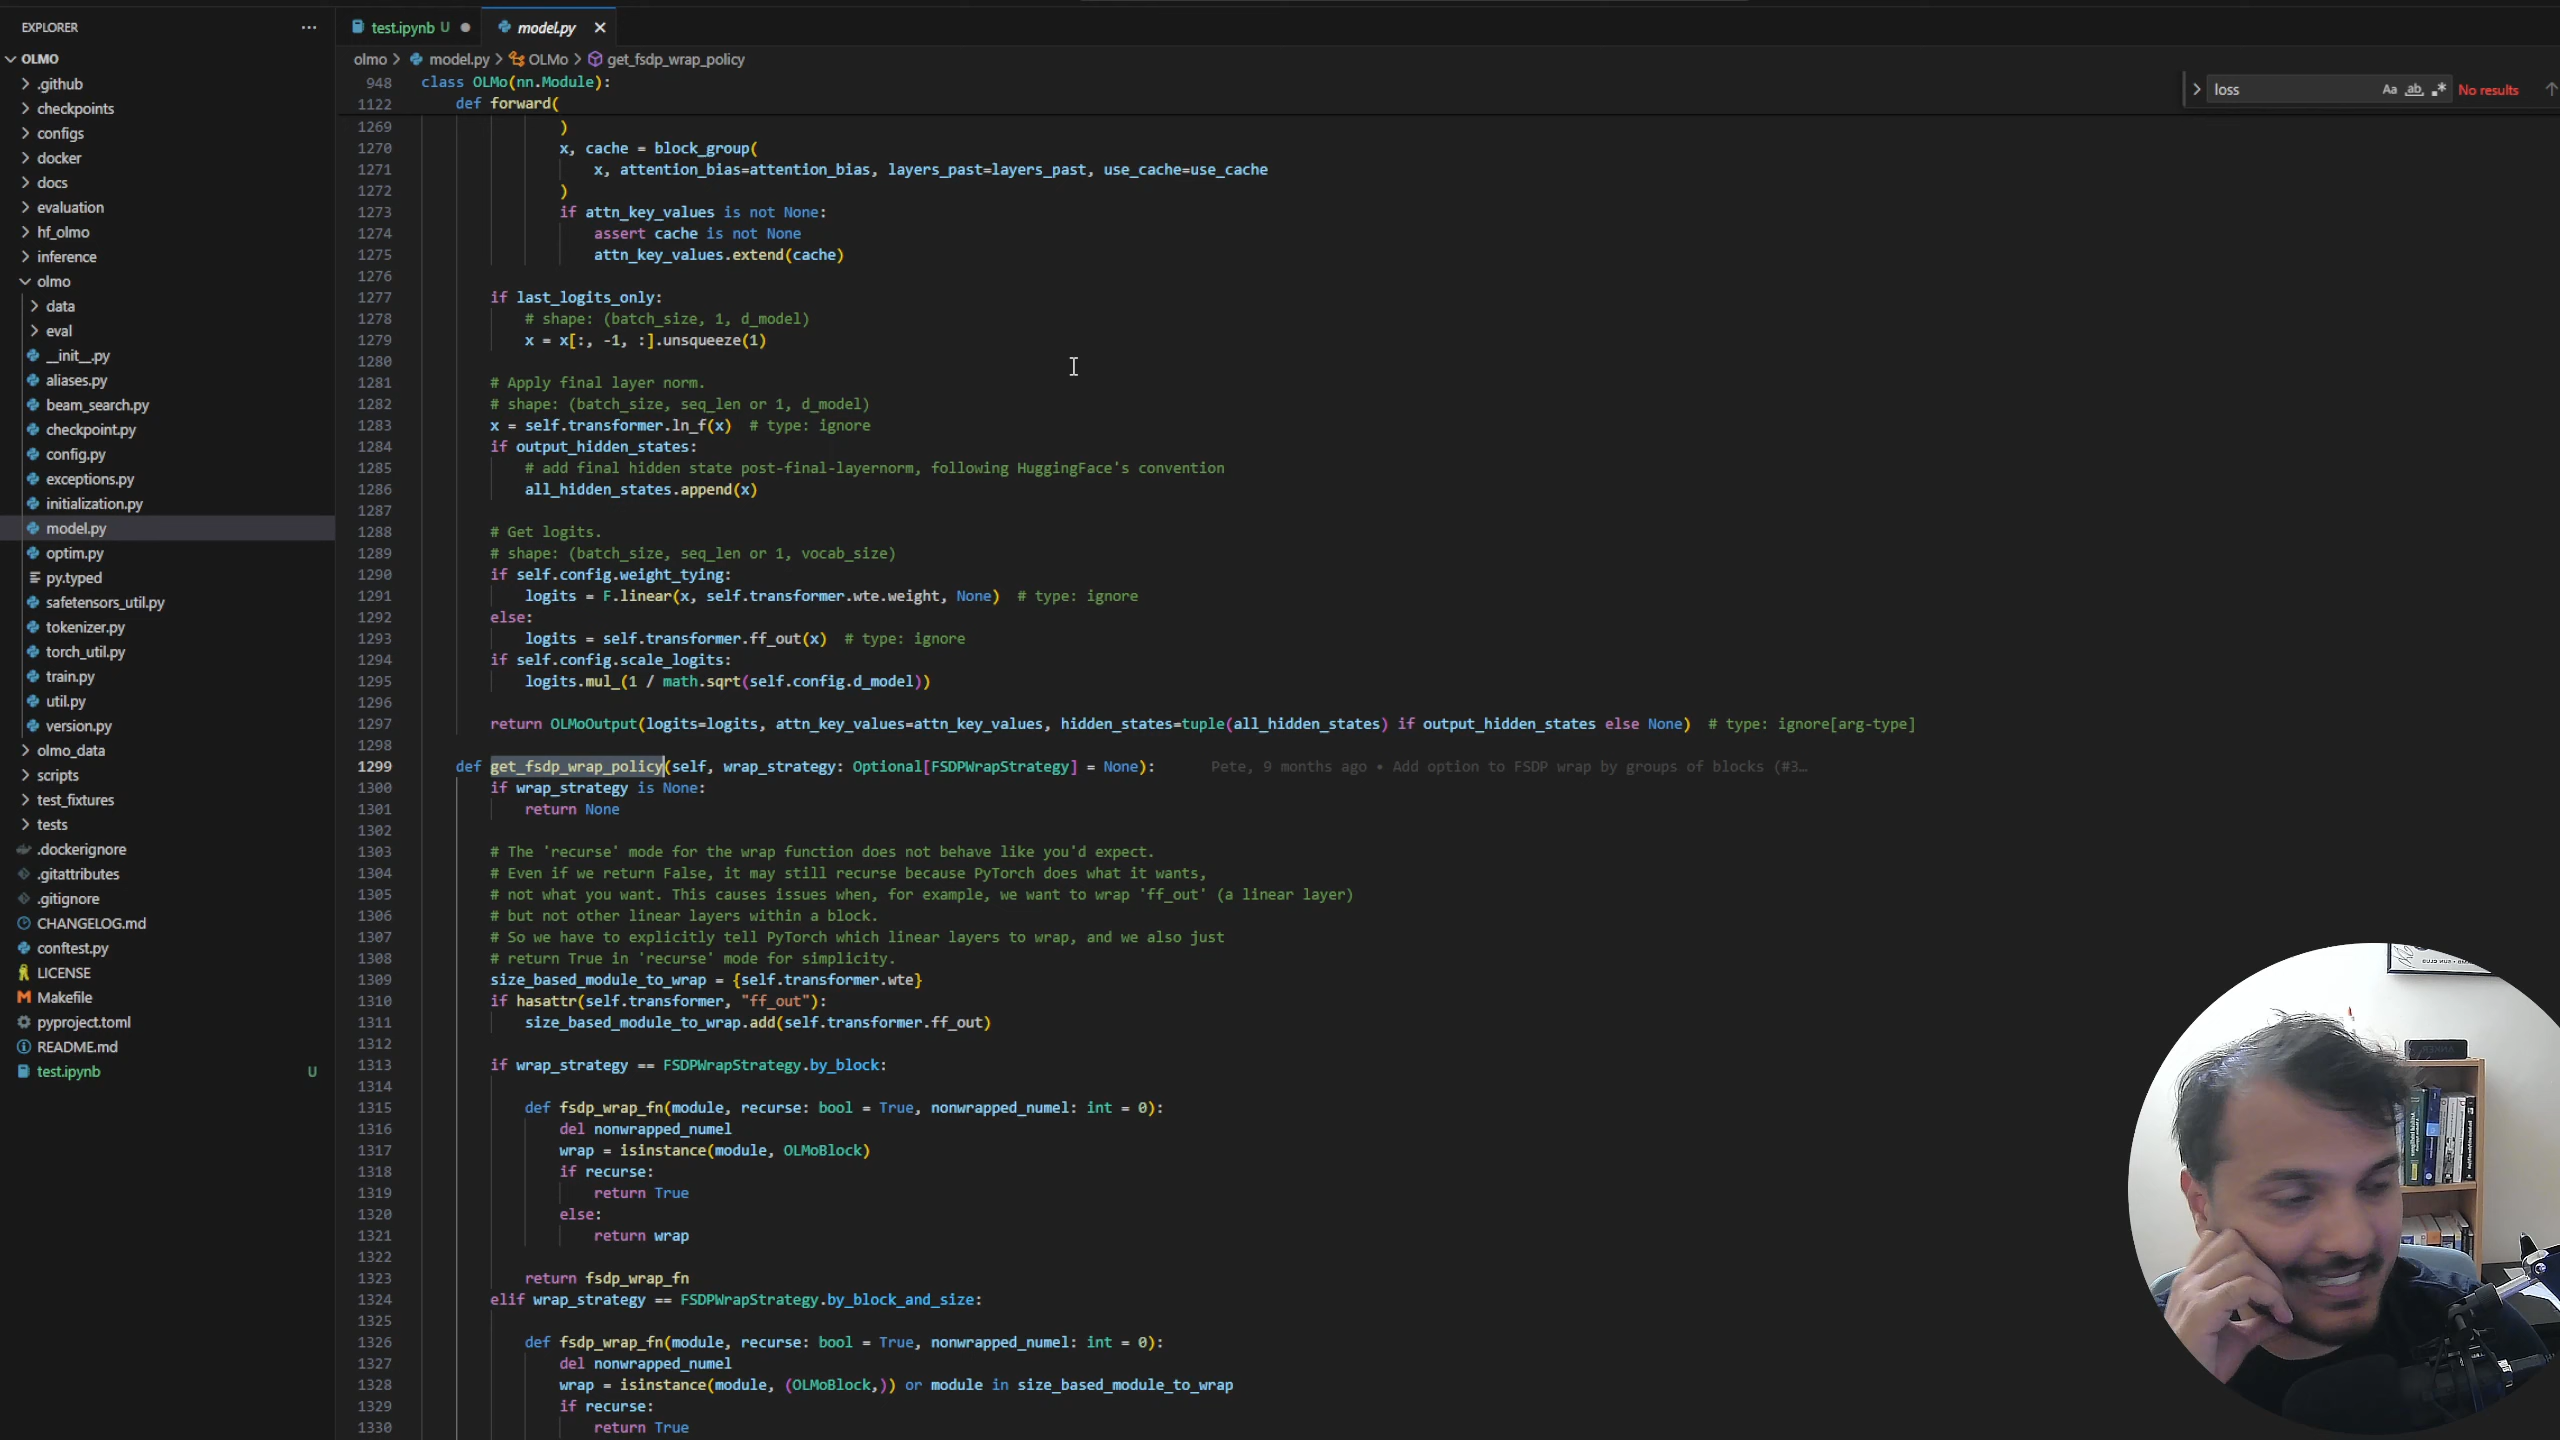 EXPLORER
OLMO
.github
checkpoints
configs
docker
docs
evaluation
hf_olmo
inference
olmo
data
eval
__init__.py
aliases.py
beam_search.py
checkpoint.py
config.py
exceptions.py
initialization.py
model.py
optim.py
py.typed
safetensors_util.py
tokenizer.py
torch_util.py
train.py
util.py
version.py
olmo_data
scripts
test_fixtures
tests
.dockerignore
.gitattributes
.gitignore
CHANGELOG.md
conftest.py
LICENSE
Makefile
pyproject.toml
README.md
test.ipynb U
test.ipynb U
model.py
olmo > model.py > OLMo > get_fsdp_wrap_policy
loss Aa ab .* No results
948 class OLMo(nn.Module):
1122 def forward(
1269 )
1270 x, cache = block_group(
1271 x, attention_bias=attention_bias, layers_past=layers_past, use_cache=use_cache
1272 )
1273 if attn_key_values is not None:
1274 assert cache is not None
1275 attn_key_values.extend(cache)
1276
1277 if last_logits_only:
1278 # shape: (batch_size, 1, d_model)
1279 x = x[:, -1, :].unsqueeze(1)
1280
1281 # Apply final layer norm.
1282 # shape: (batch_size, seq_len or 1, d_model)
1283 x = self.transformer.ln_f(x)  # type: ignore
1284 if output_hidden_states:
1285 # add final hidden state post-final-layernorm, following HuggingFace's convention
1286 all_hidden_states.append(x)
1287
1288 # Get logits.
1289 # shape: (batch_size, seq_len or 1, vocab_size)
1290 if self.config.weight_tying:
1291 logits = F.linear(x, self.transformer.wte.weight, None)  # type: ignore
1292 else:
1293 logits = self.transformer.ff_out(x)  # type: ignore
1294 if self.config.scale_logits:
1295 logits.mul_(1 / math.sqrt(self.config.d_model))
1296
1297 return OLMoOutput(logits=logits, attn_key_values=attn_key_values, hidden_states=tuple(all_hidden_states) if output_hidden_states else None)  # type: ignore[arg-type]
1298
1299 def get_fsdp_wrap_policy(self, wrap_strategy: Optional[FSDPWrapStrategy] = None): Pete, 9 months ago • Add option to FSDP wrap by groups of blocks (#3…
1300 if wrap_strategy is None:
1301 return None
1302
1303 # The 'recurse' mode for the wrap function does not behave like you'd expect.
1304 # Even if we return False, it may still recurse because PyTorch does what it wants,
1305 # not what you want. This causes issues when, for example, we want to wrap 'ff_out' (a linear layer)
1306 # but not other linear layers within a block.
1307 # So we have to explicitly tell PyTorch which linear layers to wrap, and we also just
1308 # return True in 'recurse' mode for simplicity.
1309 size_based_module_to_wrap = {self.transformer.wte}
1310 if hasattr(self.transformer, "ff_out"):
1311 size_based_module_to_wrap.add(self.transformer.ff_out)
1312
1313 if wrap_strategy == FSDPWrapStrategy.by_block:
1314
1315 def fsdp_wrap_fn(module, recurse: bool = True, nonwrapped_numel: int = 0):
1316 del nonwrapped_numel
1317 wrap = isinstance(module, OLMoBlock)
1318 if recurse:
1319 return True
1320 else:
1321 return wrap
1322
1323 return fsdp_wrap_fn
1324 elif wrap_strategy == FSDPWrapStrategy.by_block_and_size:
1325
1326 def fsdp_wrap_fn(module, recurse: bool = True, nonwrapped_numel: int = 0):
1327 del nonwrapped_numel
1328 wrap = isinstance(module, (OLMoBlock,)) or module in size_based_module_to_wrap
1329 if recurse:
1330 return True